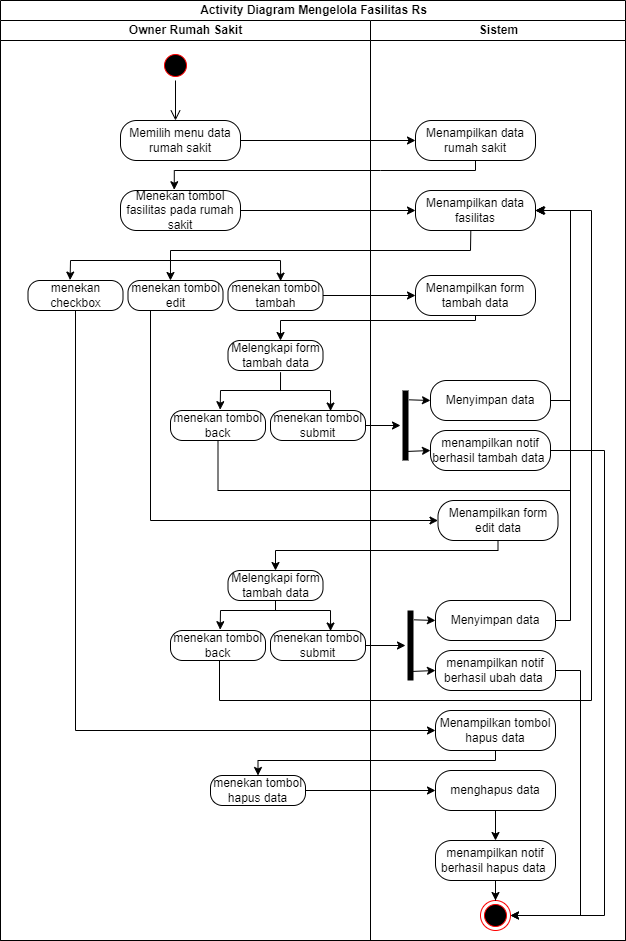 Activity Diagram Mengelola Fasilitas Rs
Owner Rumah Sakit
Sistem
Memilih menu data
rumah sakit
Menampilkan data
rumah sakit
Menekan tombol
fasilitas pada rumah
sakit
Menampilkan data
fasilitas
menekan
checkbox
menekan tombol
edit
menekan tombol
tambah
Menampilkan form
tambah data
Melengkapi form
tambah data
menekan tombol
back
menekan tombol
submit
Menyimpan data
menampilkan notif
berhasil tambah data
Menampilkan form
edit data
Melengkapi form
tambah data
menekan tombol
back
menekan tombol
submit
Menyimpan data
menampilkan notif
berhasil ubah data
Menampilkan tombol
hapus data
menekan tombol
hapus data
menghapus data
menampilkan notif
berhasil hapus data